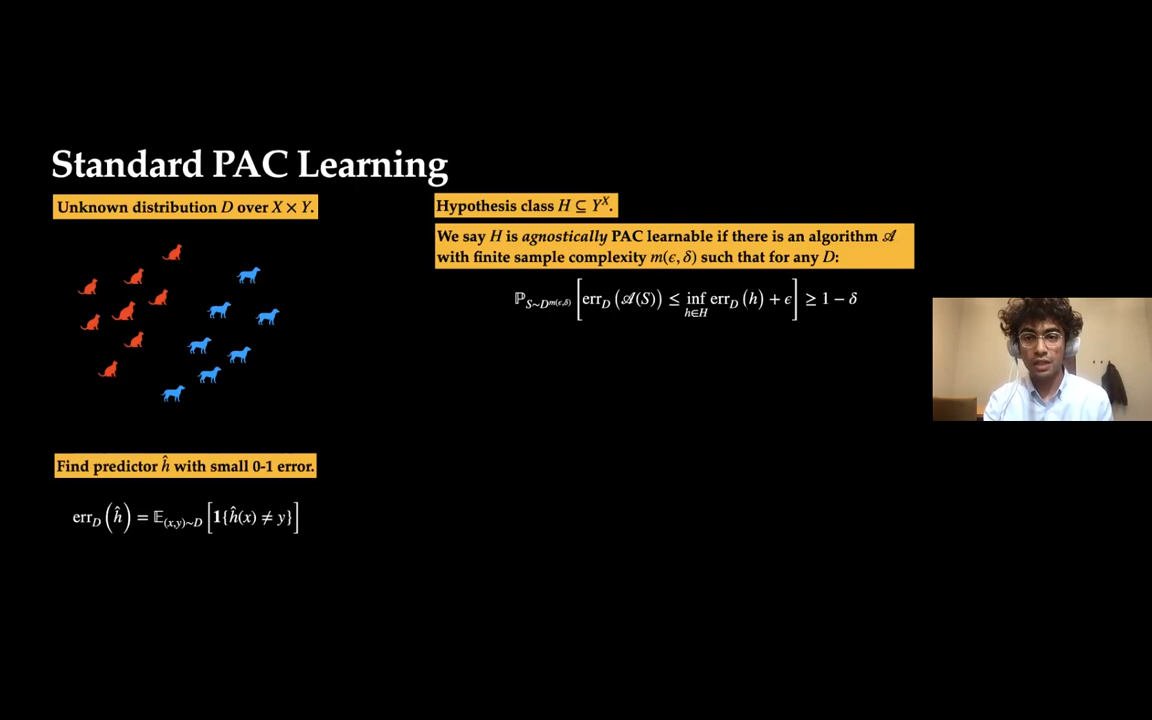 Standard PAC Learning
Unknown distribution D over X × Y.
Find predictor ĥ with small 0-1 error.
err_D(ĥ) = 𝔼_{(x,y)∼D}[𝟏{ĥ(x) ≠ y}]
Hypothesis class H ⊆ Y^X.
We say H is agnostically PAC learnable if there is an algorithm 𝒜
with finite sample complexity m(ϵ, δ) such that for any D:
ℙ_{S∼D^{m(ϵ,δ)}}[err_D(𝒜(S)) ≤ inf_{h∈H} err_D(h) + ϵ] ≥ 1 − δ